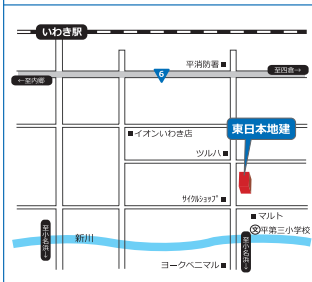 いわき駅
平消防署
6
←至内郷
至四倉→
イオンいわき店
東日本地建
ツルハ
サイクルショップ
マルト
文平第三小学校
至小名浜↓
新川
至小名浜↓
ヨークベニマル